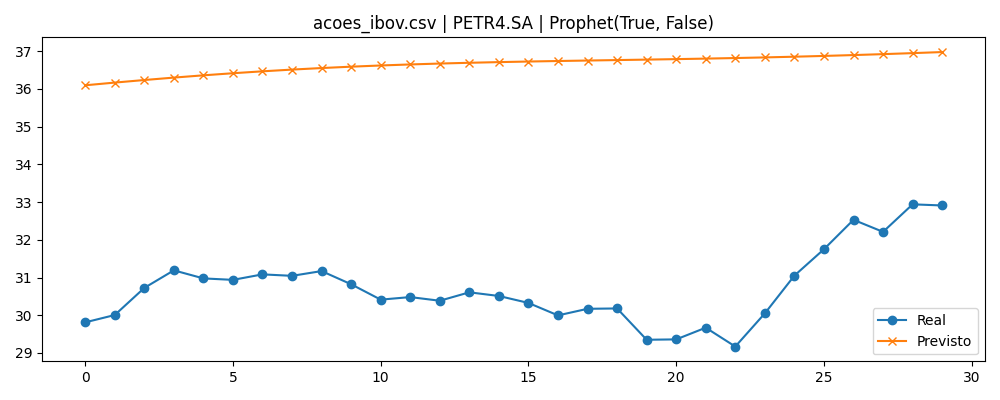 acoes_ibov.csv | PETR4.SA | Prophet(True, False)
37
36
35
34
33
32
31
30
29
0 5 10 15 20 25 30
Real
Previsto